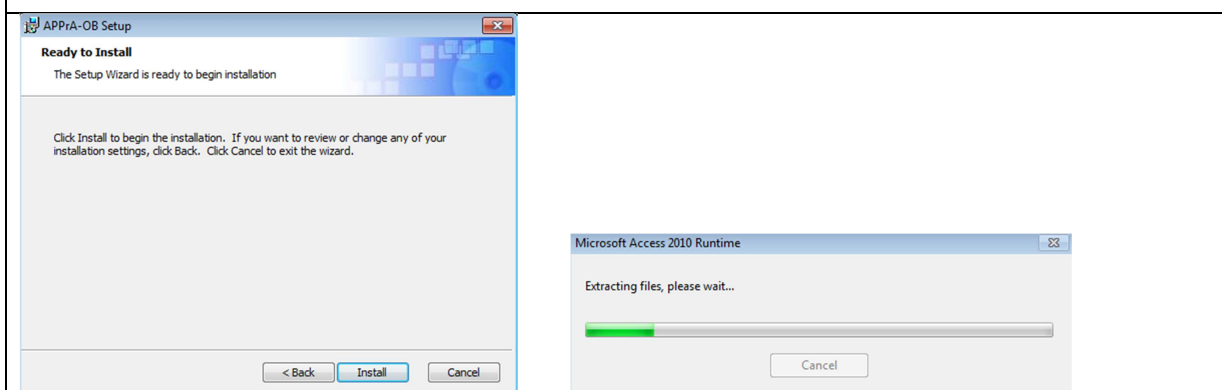 APPrA-OB Setup
Ready to Install
The Setup Wizard is ready to begin installation
Click Install to begin the installation. If you want to review or change any of your
installation settings, click Back. Click Cancel to exit the wizard.
< Back Install Cancel
Microsoft Access 2010 Runtime
Extracting files, please wait...
Cancel